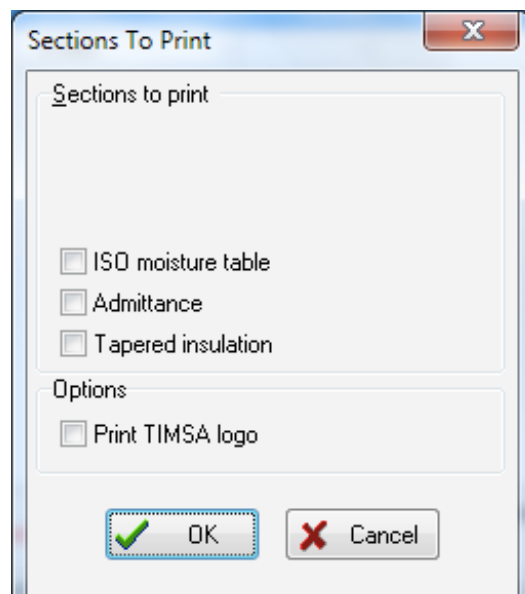 Sections To Print
Sections to print
ISO moisture table
Admittance
Tapered insulation
Options
Print TIMSA logo
OK
Cancel